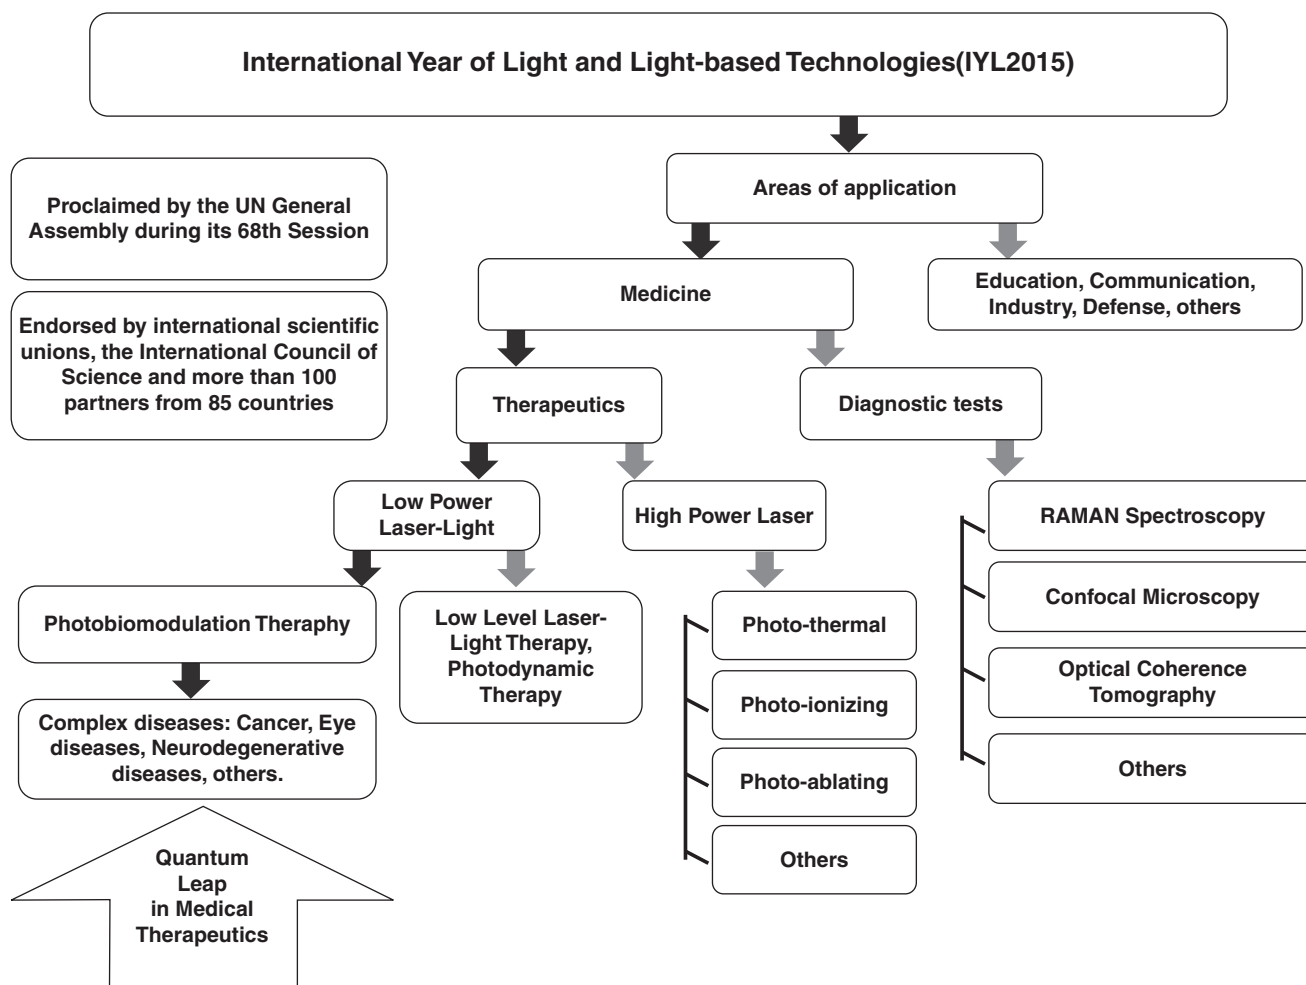 International Year of Light and Light-based Technologies(IYL2015)
Proclaimed by the UN General
Assembly during its 68th Session
Endorsed by international scientific
unions, the International Council of
Science and more than 100
partners from 85 countries
Areas of application
Medicine
Education, Communication,
Industry, Defense, others
Therapeutics
Diagnostic tests
Low Power
Laser-Light
High Power Laser
RAMAN Spectroscopy
Confocal Microscopy
Optical Coherence
Tomography
Others
Photobiomodulation Theraphy
Low Level Laser-
Light Therapy,
Photodynamic
Therapy
Photo-thermal
Photo-ionizing
Photo-ablating
Others
Complex diseases: Cancer, Eye
diseases, Neurodegenerative
diseases, others.
Quantum
Leap
in Medical
Therapeutics